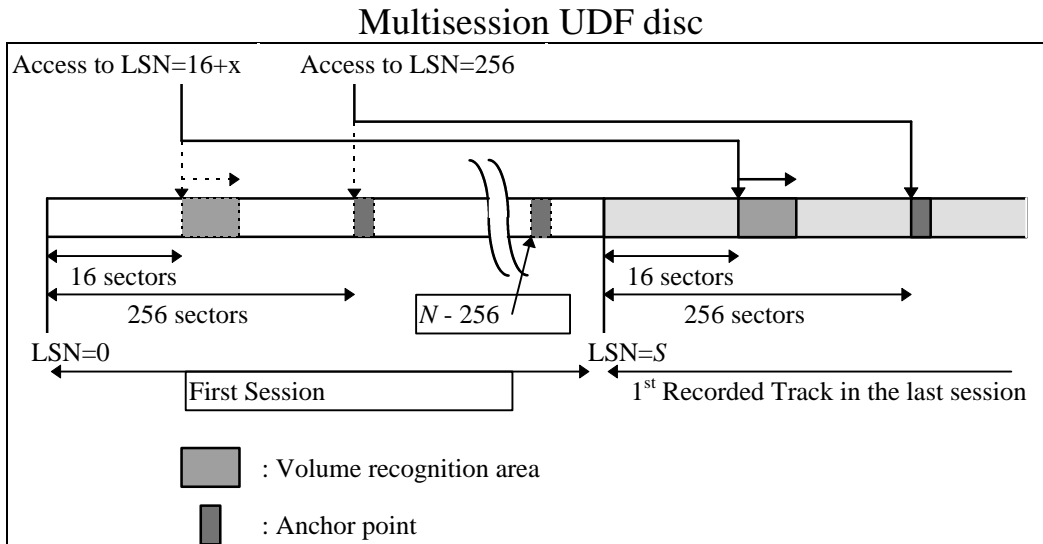 Multisession UDF disc
Access to LSN=16+x
Access to LSN=256
16 sectors
16 sectors
256 sectors
N - 256
256 sectors
LSN=0
LSN=S
First Session
1st Recorded Track in the last session
: Volume recognition area
: Anchor point